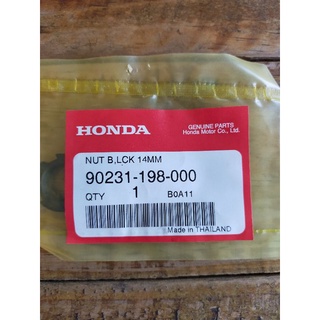 HONDA
GENUINE PARTS
Honda Motor Co., Ltd.
NUT B,LCK 14MM
90231-198-000
QTY 1 B0A11
Made in THAILAND